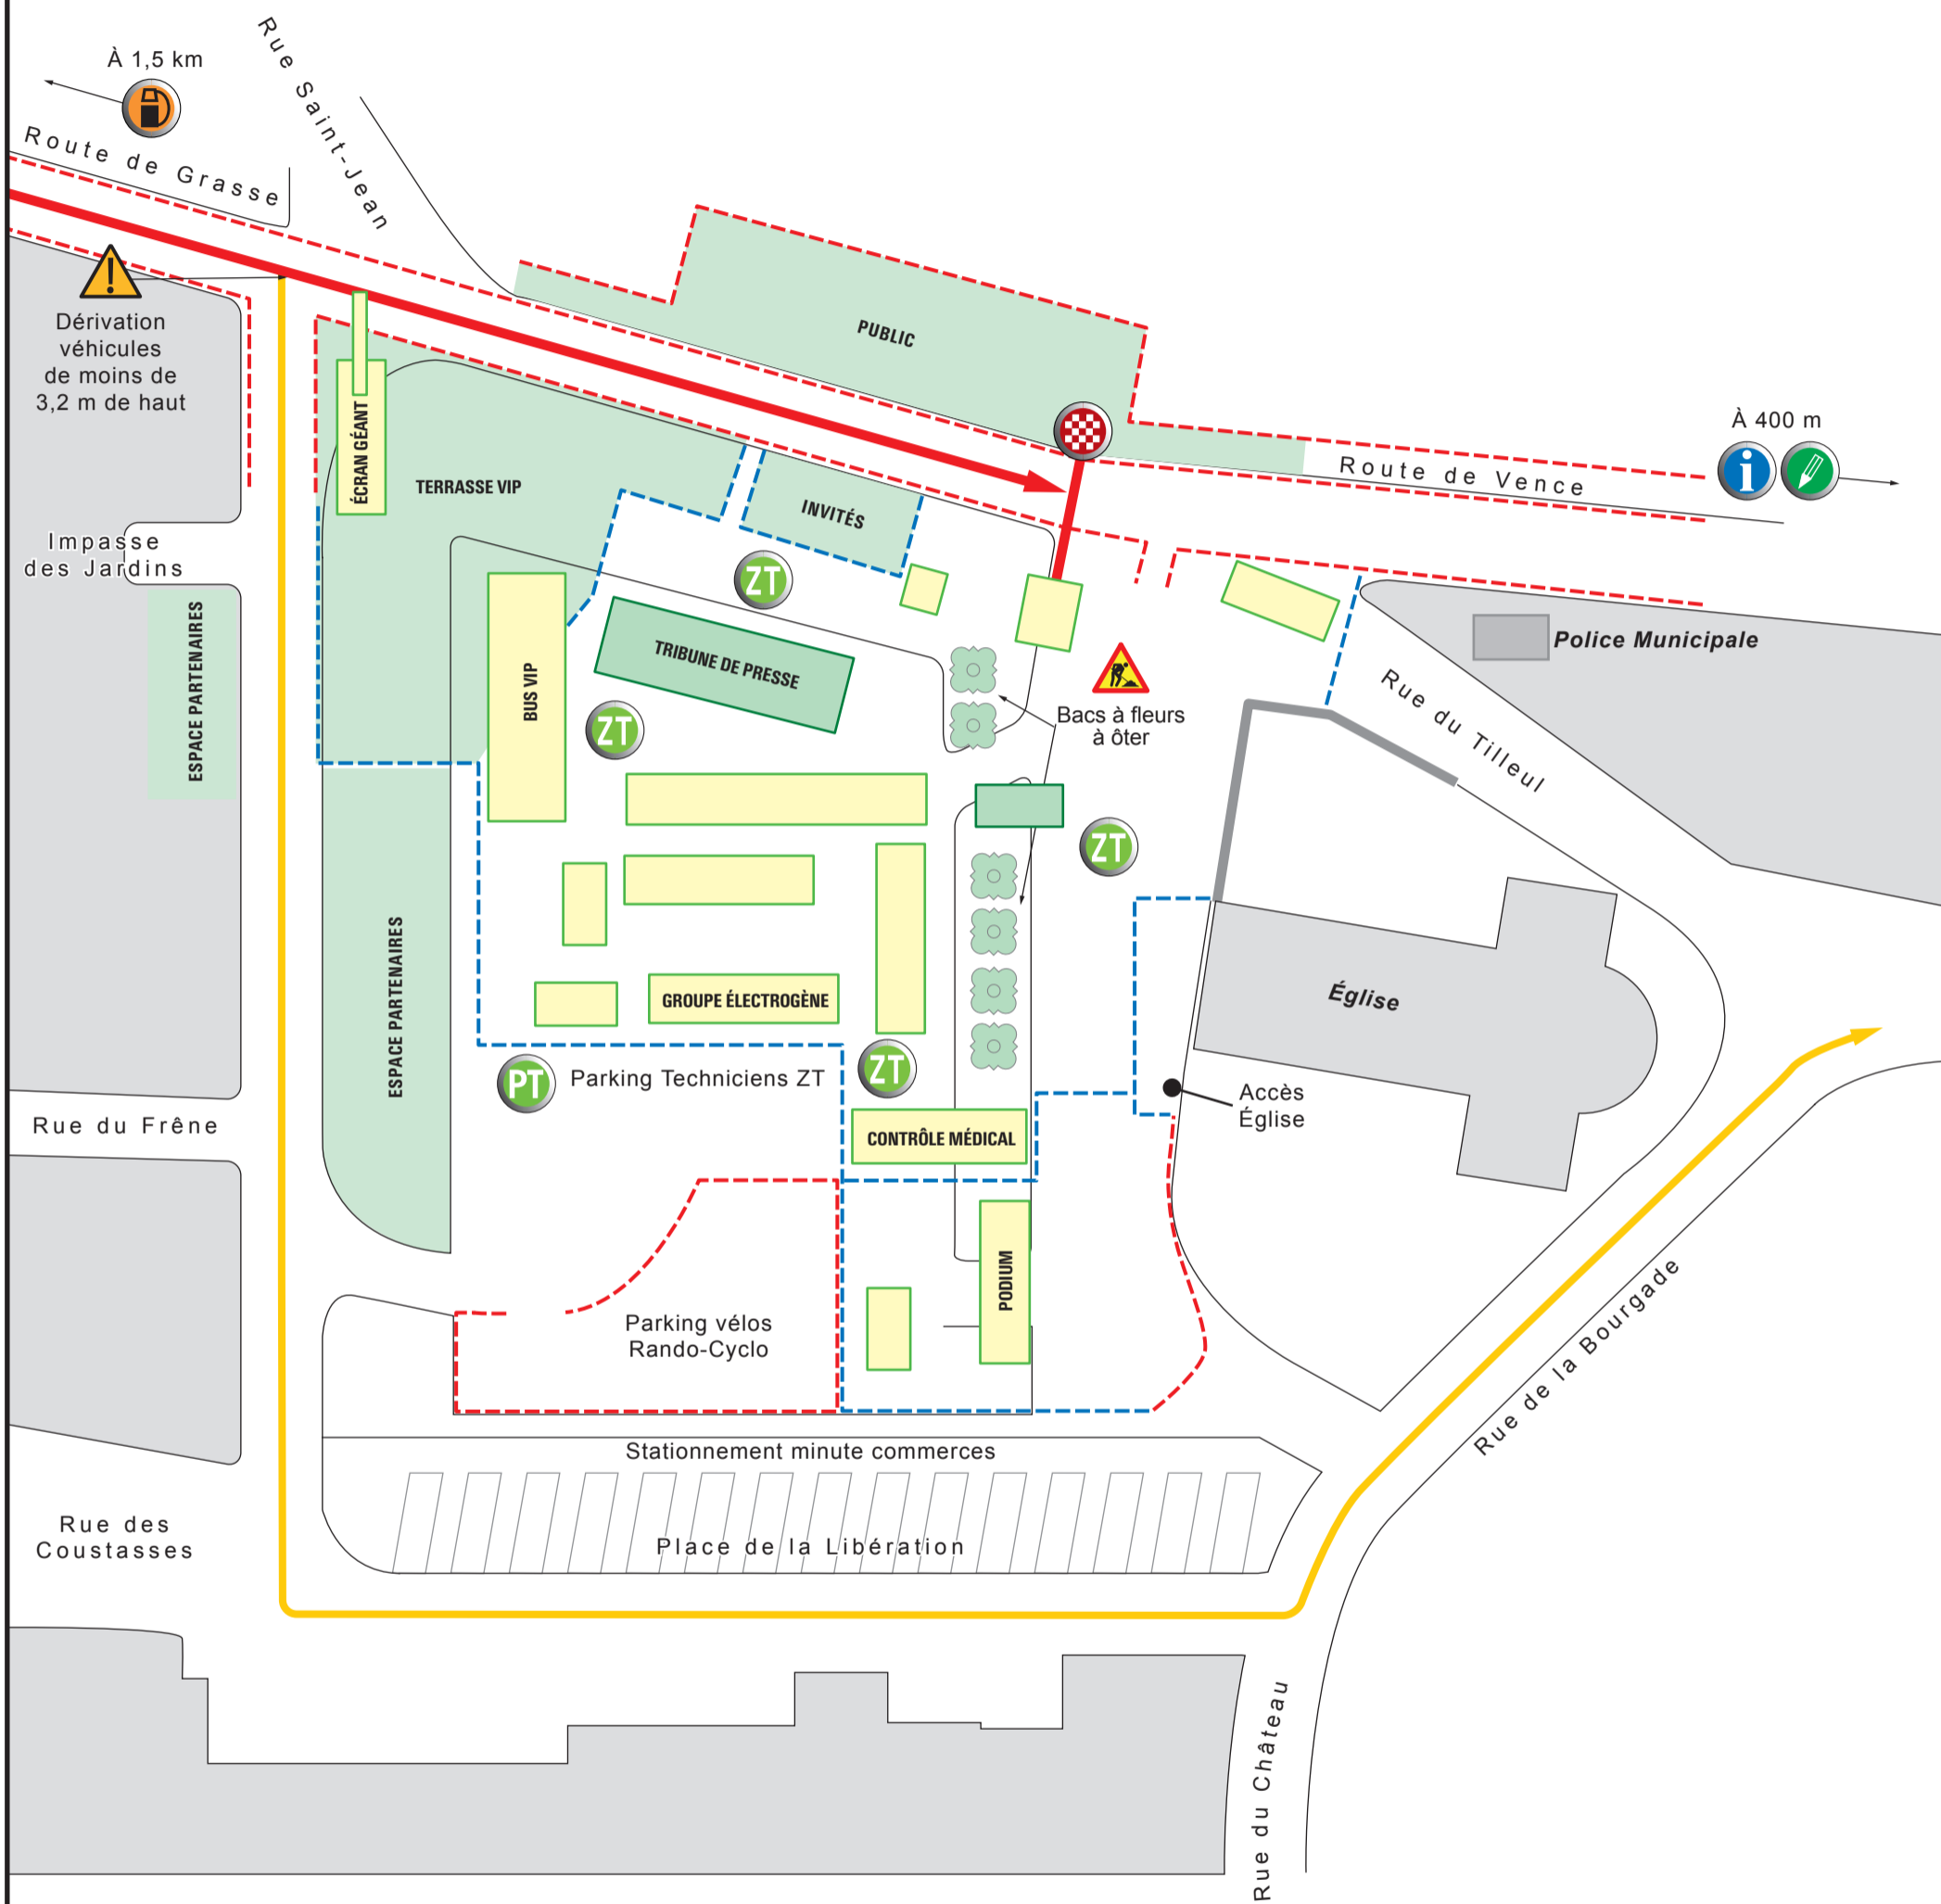 À 1,5 km
Rue Saint-Jean
Route de Grasse
PUBLIC
Dérivation
véhicules
de moins de
3,2 m de haut
À 400 m
i
Route de Vence
ÉCRAN GÉANT
TERRASSE VIP
INVITÉS
Impasse
des Jardins
ZT
ESPACE PARTENAIRES
BUS VIP
TRIBUNE DE PRESSE
Police Municipale
ZT
Bacs à fleurs
à ôter
Rue du Tilleul
ZT
ESPACE PARTENAIRES
GROUPE ÉLECTROGÈNE
Église
PT
Parking Techniciens ZT
ZT
Accès
Église
Rue du Frêne
CONTRÔLE MÉDICAL
PODIUM
Parking vélos
Rando-Cyclo
Rue de la Bourgade
Stationnement minute commerces
Rue des
Coustasses
Place de la Libération
Rue du Château